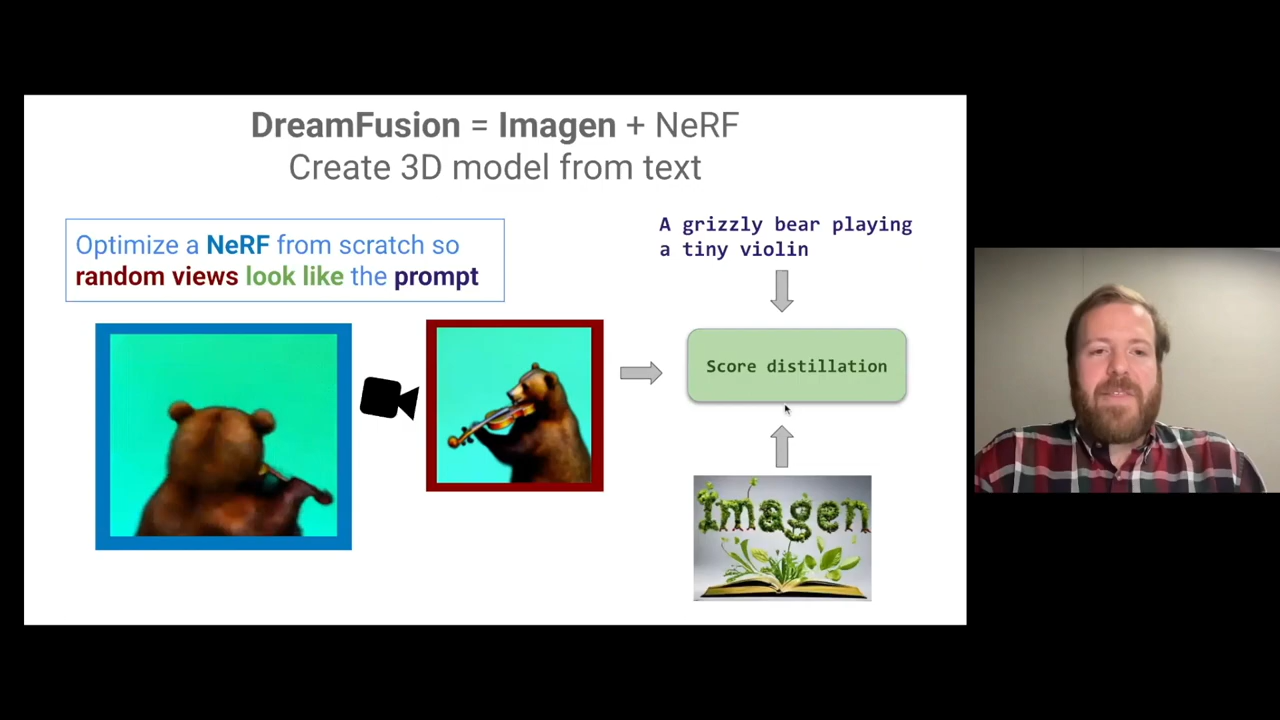 DreamFusion = Imagen + NeRF
Create 3D model from text
Optimize a NeRF from scratch so
random views look like the prompt
A grizzly bear playing
a tiny violin
Score distillation
Imagen